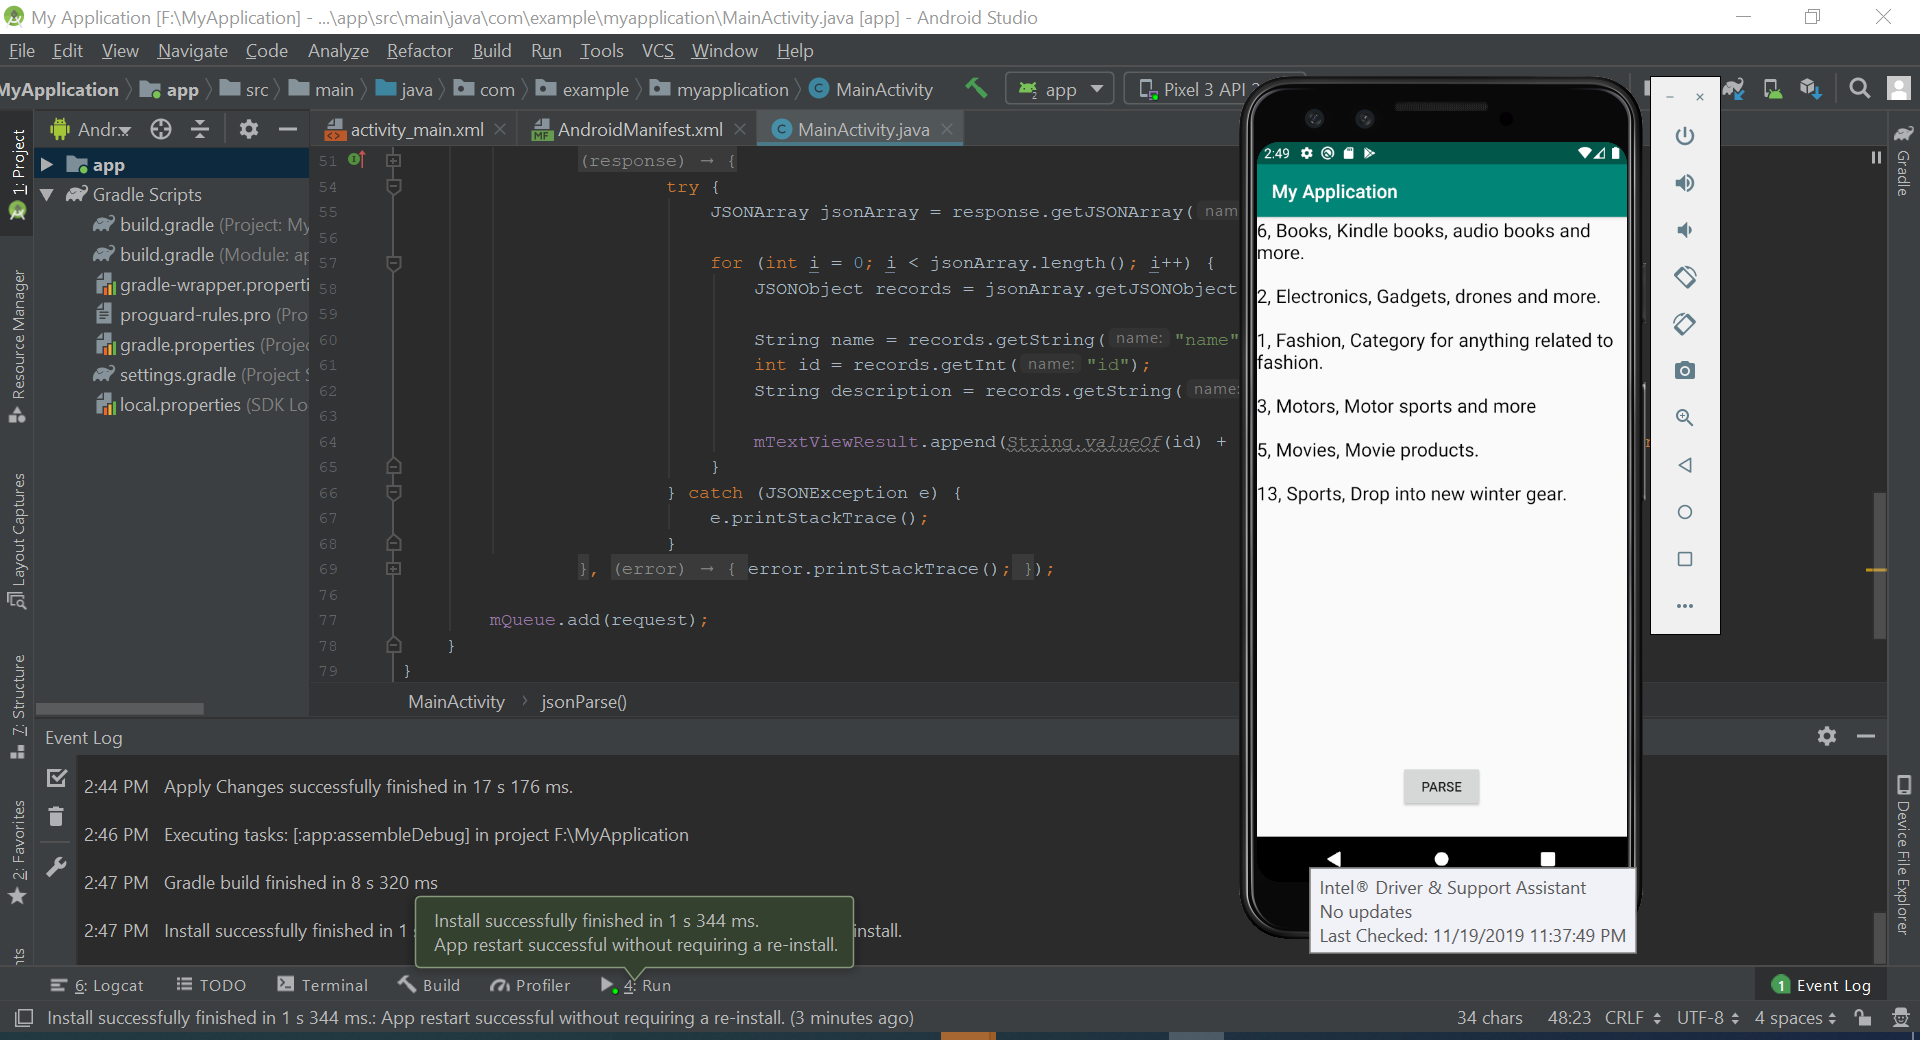 My Application [F:\MyApplication] - ...\app\src\main\java\com\example\myapplication\MainActivity.java [app] - Android Studio
File Edit View Navigate Code Analyze Refactor Build Run Tools VCS Window Help
MyApplication app src main java com example myapplication MainActivity app Pixel 3 API
1: Project
Resource Manager
Layout Captures
7: Structure
2: Favorites
app
Gradle Scripts
build.gradle (Project: My
build.gradle (Module: ap
gradle-wrapper.properti
proguard-rules.pro (Pro
gradle.properties (Projec
settings.gradle (Project S
local.properties (SDK Lo
activity_main.xml AndroidManifest.xml MainActivity.java
51 (response) → {
54 try {
55 JSONArray jsonArray = response.getJSONArray( nam
56
57 for (int i = 0; i < jsonArray.length(); i++) {
58 JSONObject records = jsonArray.getJSONObject
59
60 String name = records.getString( name: "name"
61 int id = records.getInt( name: "id");
62 String description = records.getString( name:
63
64 mTextViewResult.append(String.valueOf(id) +
65 }
66 } catch (JSONException e) {
67 e.printStackTrace();
68 }
69 }, (error) → { error.printStackTrace(); });
76
77 mQueue.add(request);
78 }
79 }
MainActivity › jsonParse()
2:49
My Application
6, Books, Kindle books, audio books and
more.
2, Electronics, Gadgets, drones and more.
1, Fashion, Category for anything related to
fashion.
3, Motors, Motor sports and more
5, Movies, Movie products.
13, Sports, Drop into new winter gear.
PARSE
Intel® Driver & Support Assistant
No updates
Last Checked: 11/19/2019 11:37:49 PM
Gradle
Device File Explorer
Event Log
2:44 PM Apply Changes successfully finished in 17 s 176 ms.
2:46 PM Executing tasks: [:app:assembleDebug] in project F:\MyApplication
2:47 PM Gradle build finished in 8 s 320 ms
2:47 PM Install successfully finished in 1 install.
Install successfully finished in 1 s 344 ms.
App restart successful without requiring a re-install.
6: Logcat TODO Terminal Build Profiler 4: Run 1 Event Log
Install successfully finished in 1 s 344 ms.: App restart successful without requiring a re-install. (3 minutes ago) 34 chars 48:23 CRLF UTF-8 4 spaces